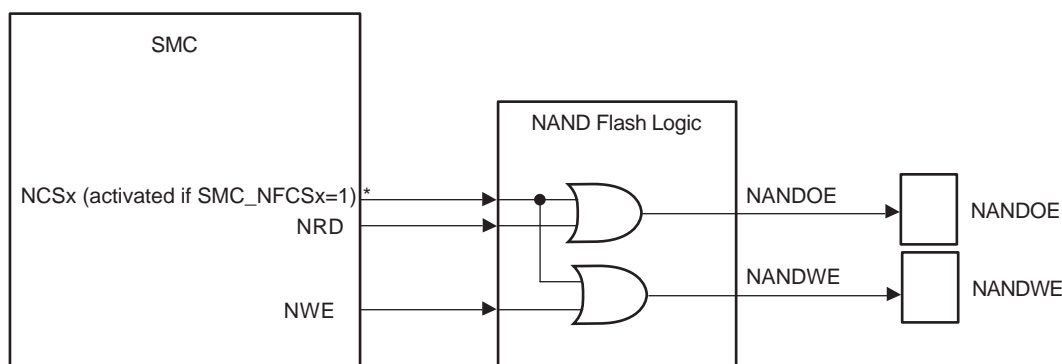 SMC
NAND Flash Logic
NCSx (activated if SMC_NFCSx=1) *
NANDOE
NANDOE
NRD
NANDWE
NANDWE
NWE